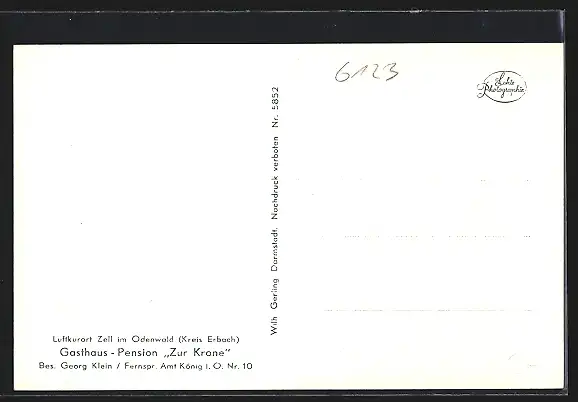 Luftkurort Zell im Odenwald (Kreis Erbach)
Gasthaus - Pension „Zur Krone"
Bes. Georg Klein / Fernspr. Amt König i. O. Nr. 10
Wilh Gerling Darmstadt. Nachdruck verboten Nr. 5852
6123
Echte
Photographie